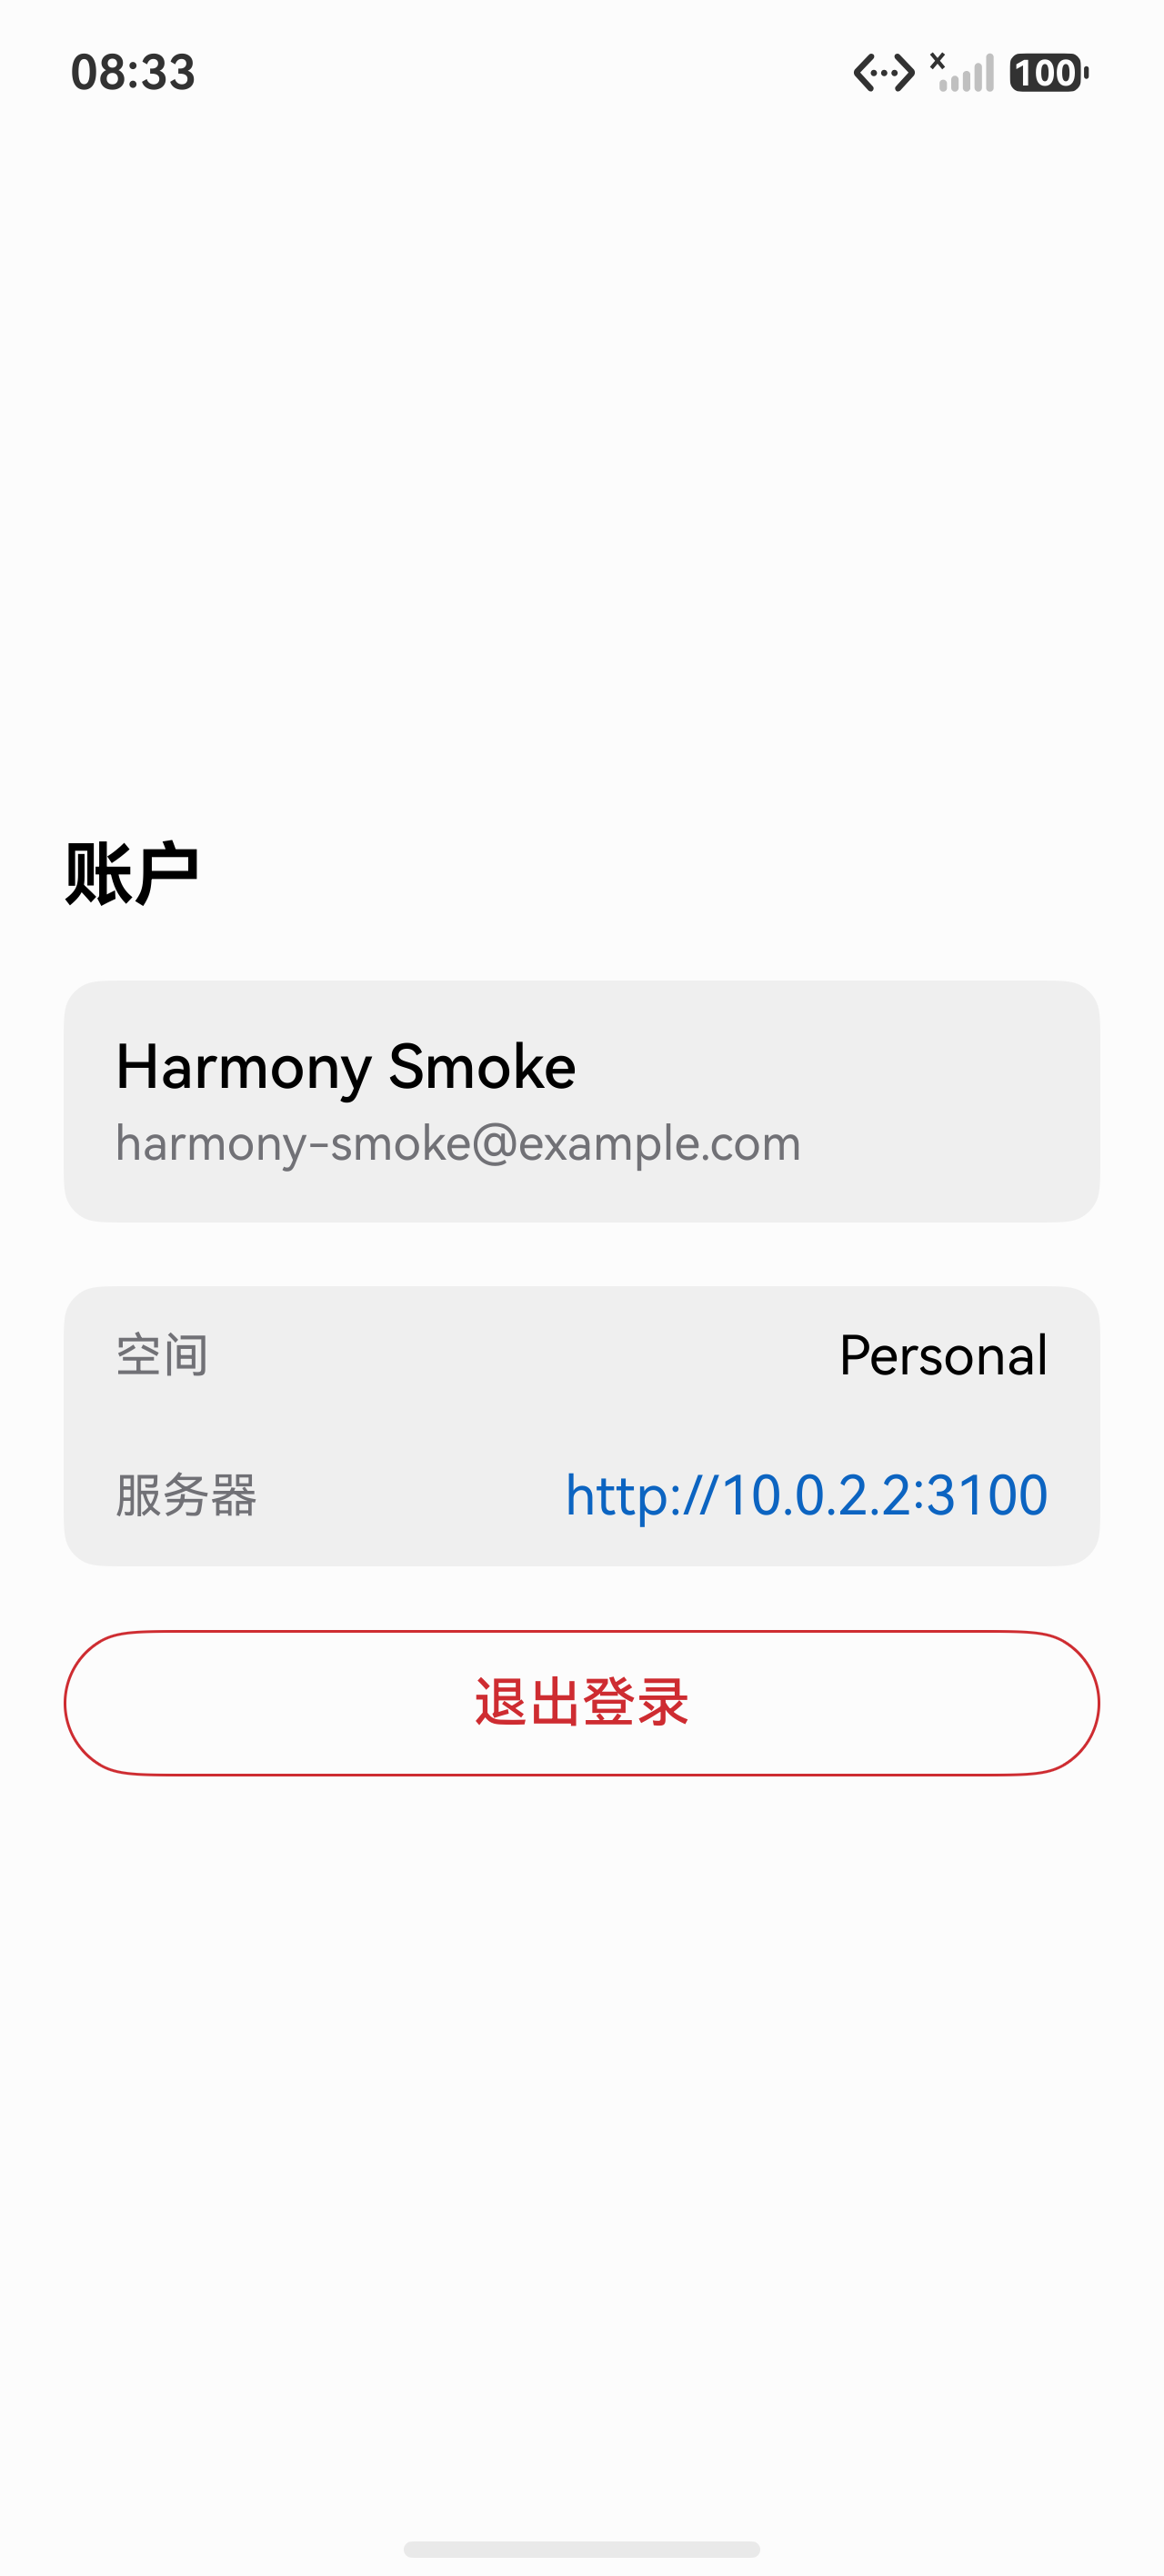 08:33
100
账户
Harmony Smoke
harmony-smoke@example.com
空间 Personal
服务器 http://10.0.2.2:3100
退出登录